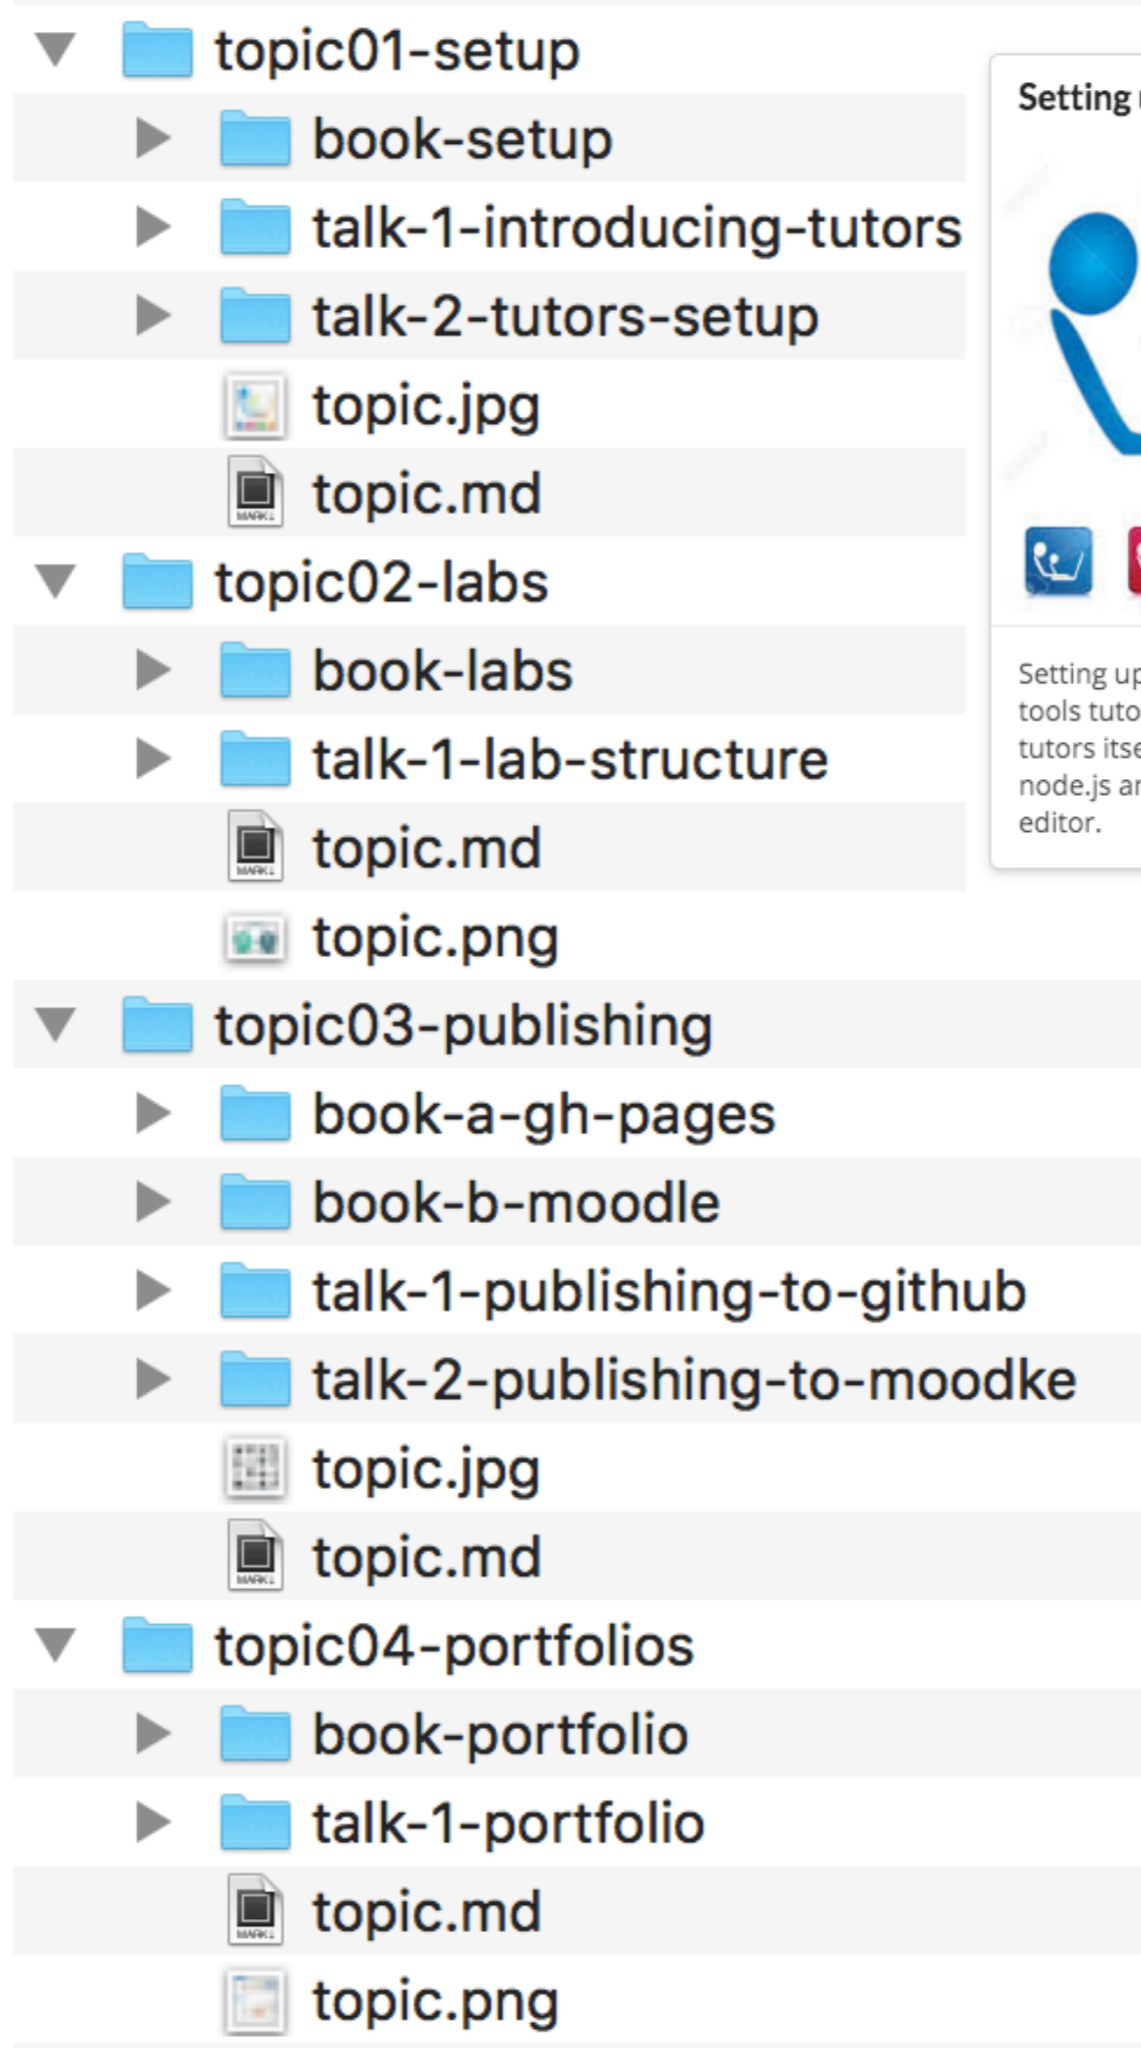 topic01-setup
book-setup
talk-1-introducing-tutors
talk-2-tutors-setup
topic.jpg
topic.md
topic02-labs
book-labs
talk-1-lab-structure
topic.md
topic.png
topic03-publishing
book-a-gh-pages
book-b-moodle
talk-1-publishing-to-github
talk-2-publishing-to-moodke
topic.jpg
topic.md
topic04-portfolios
book-portfolio
talk-1-portfolio
topic.md
topic.png
Setting
Setting up
tools
tutors
node.js
editor.